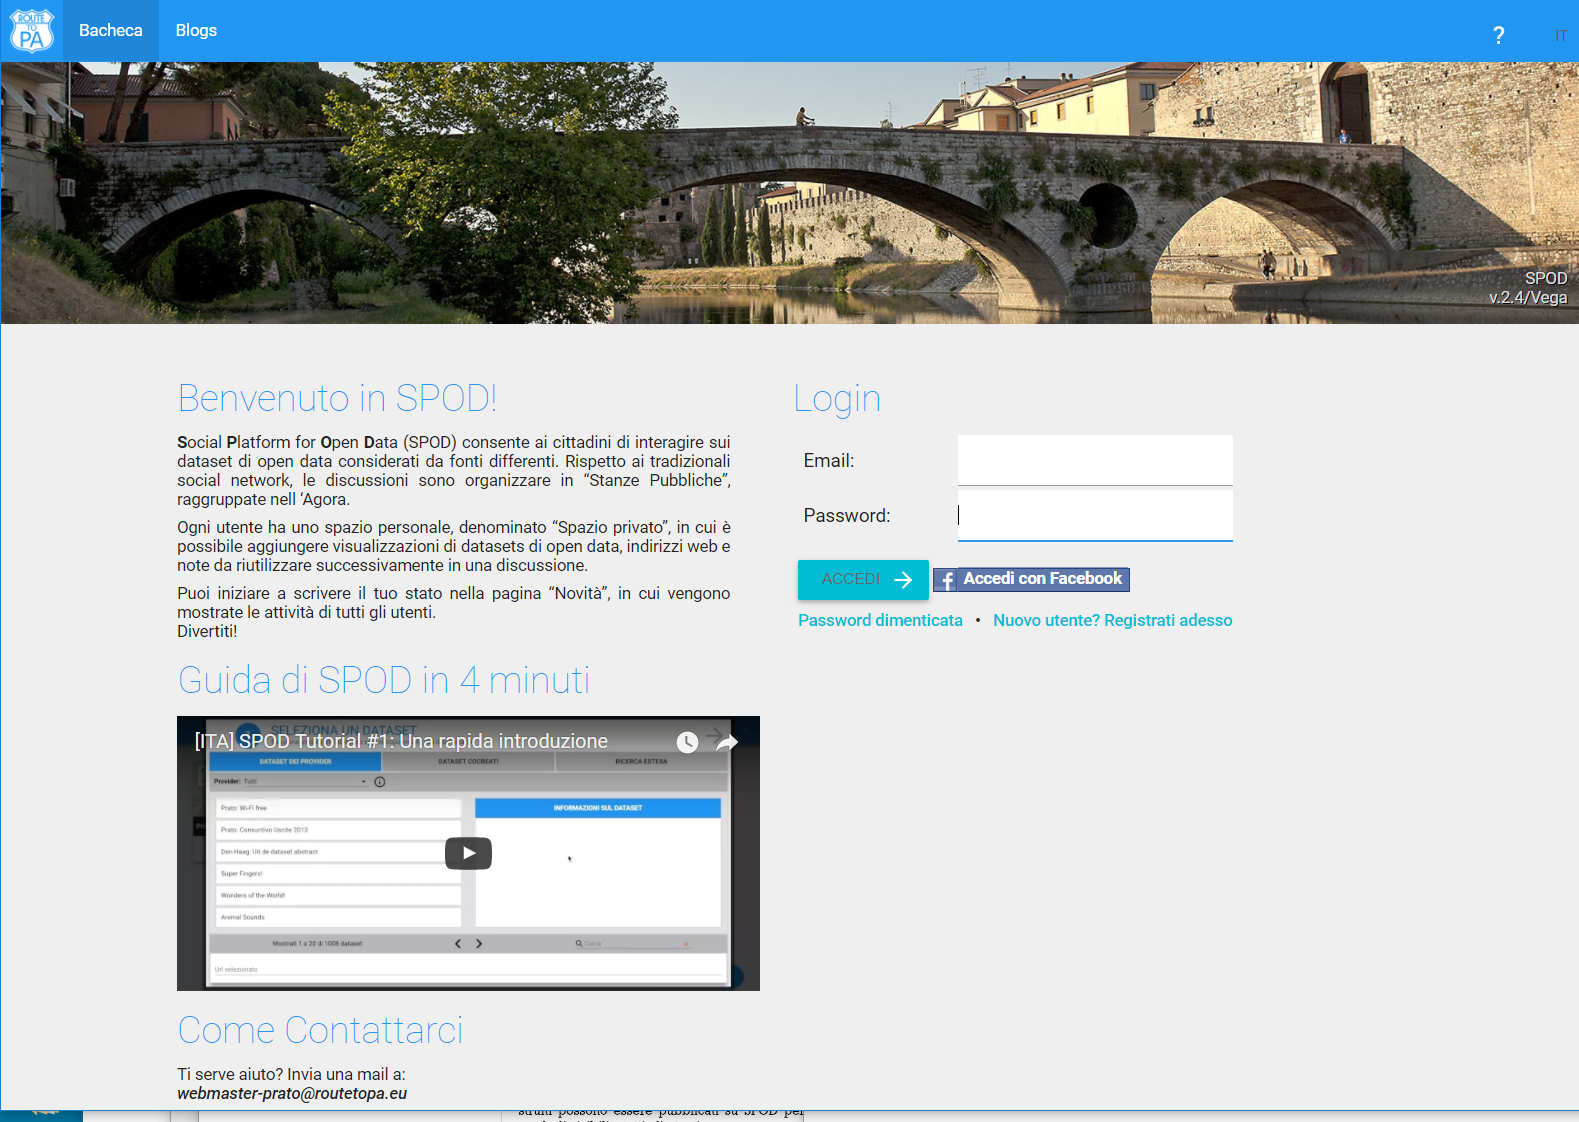 ROUTE
TO
PA
Bacheca
Blogs
?
IT
SPOD
v.2.4/Vega
Benvenuto in SPOD!
Social Platform for Open Data (SPOD) consente ai cittadini di interagire sui
dataset di open data considerati da fonti differenti. Rispetto ai tradizionali
social network, le discussioni sono organizzare in “Stanze Pubbliche”,
raggruppate nell ‘Agora.
Ogni utente ha uno spazio personale, denominato “Spazio privato”, in cui è
possibile aggiungere visualizzazioni di datasets di open data, indirizzi web e
note da riutilizzare successivamente in una discussione.
Puoi iniziare a scrivere il tuo stato nella pagina “Novità”, in cui vengono
mostrate le attività di tutti gli utenti.
Divertiti!
Login
Email:
Password:
ACCEDI
f Accedi con Facebook
Password dimenticata • Nuovo utente? Registrati adesso
Guida di SPOD in 4 minuti
SELEZIONA UN DATASET
[ITA] SPOD Tutorial #1: Una rapida introduzione
DATASET DEI PROVIDER
DATASET COCREATI
RICERCA ESTESA
Provider: Tutti
Prato: Wi-Fi free
Prato: Consuntivo Uscite 2013
Den Haag: Uit de dataset abstract
Super Fingers!
Wonders of the World!
Animal Sounds
INFORMAZIONI SUL DATASET
Mostrati 1 a 20 di 1008 dataset
Cerca
Url selezionato
Come Contattarci
Ti serve aiuto? Invia una mail a:
webmaster-prato@routetopa.eu
possono essere pubblicati su SPOD per